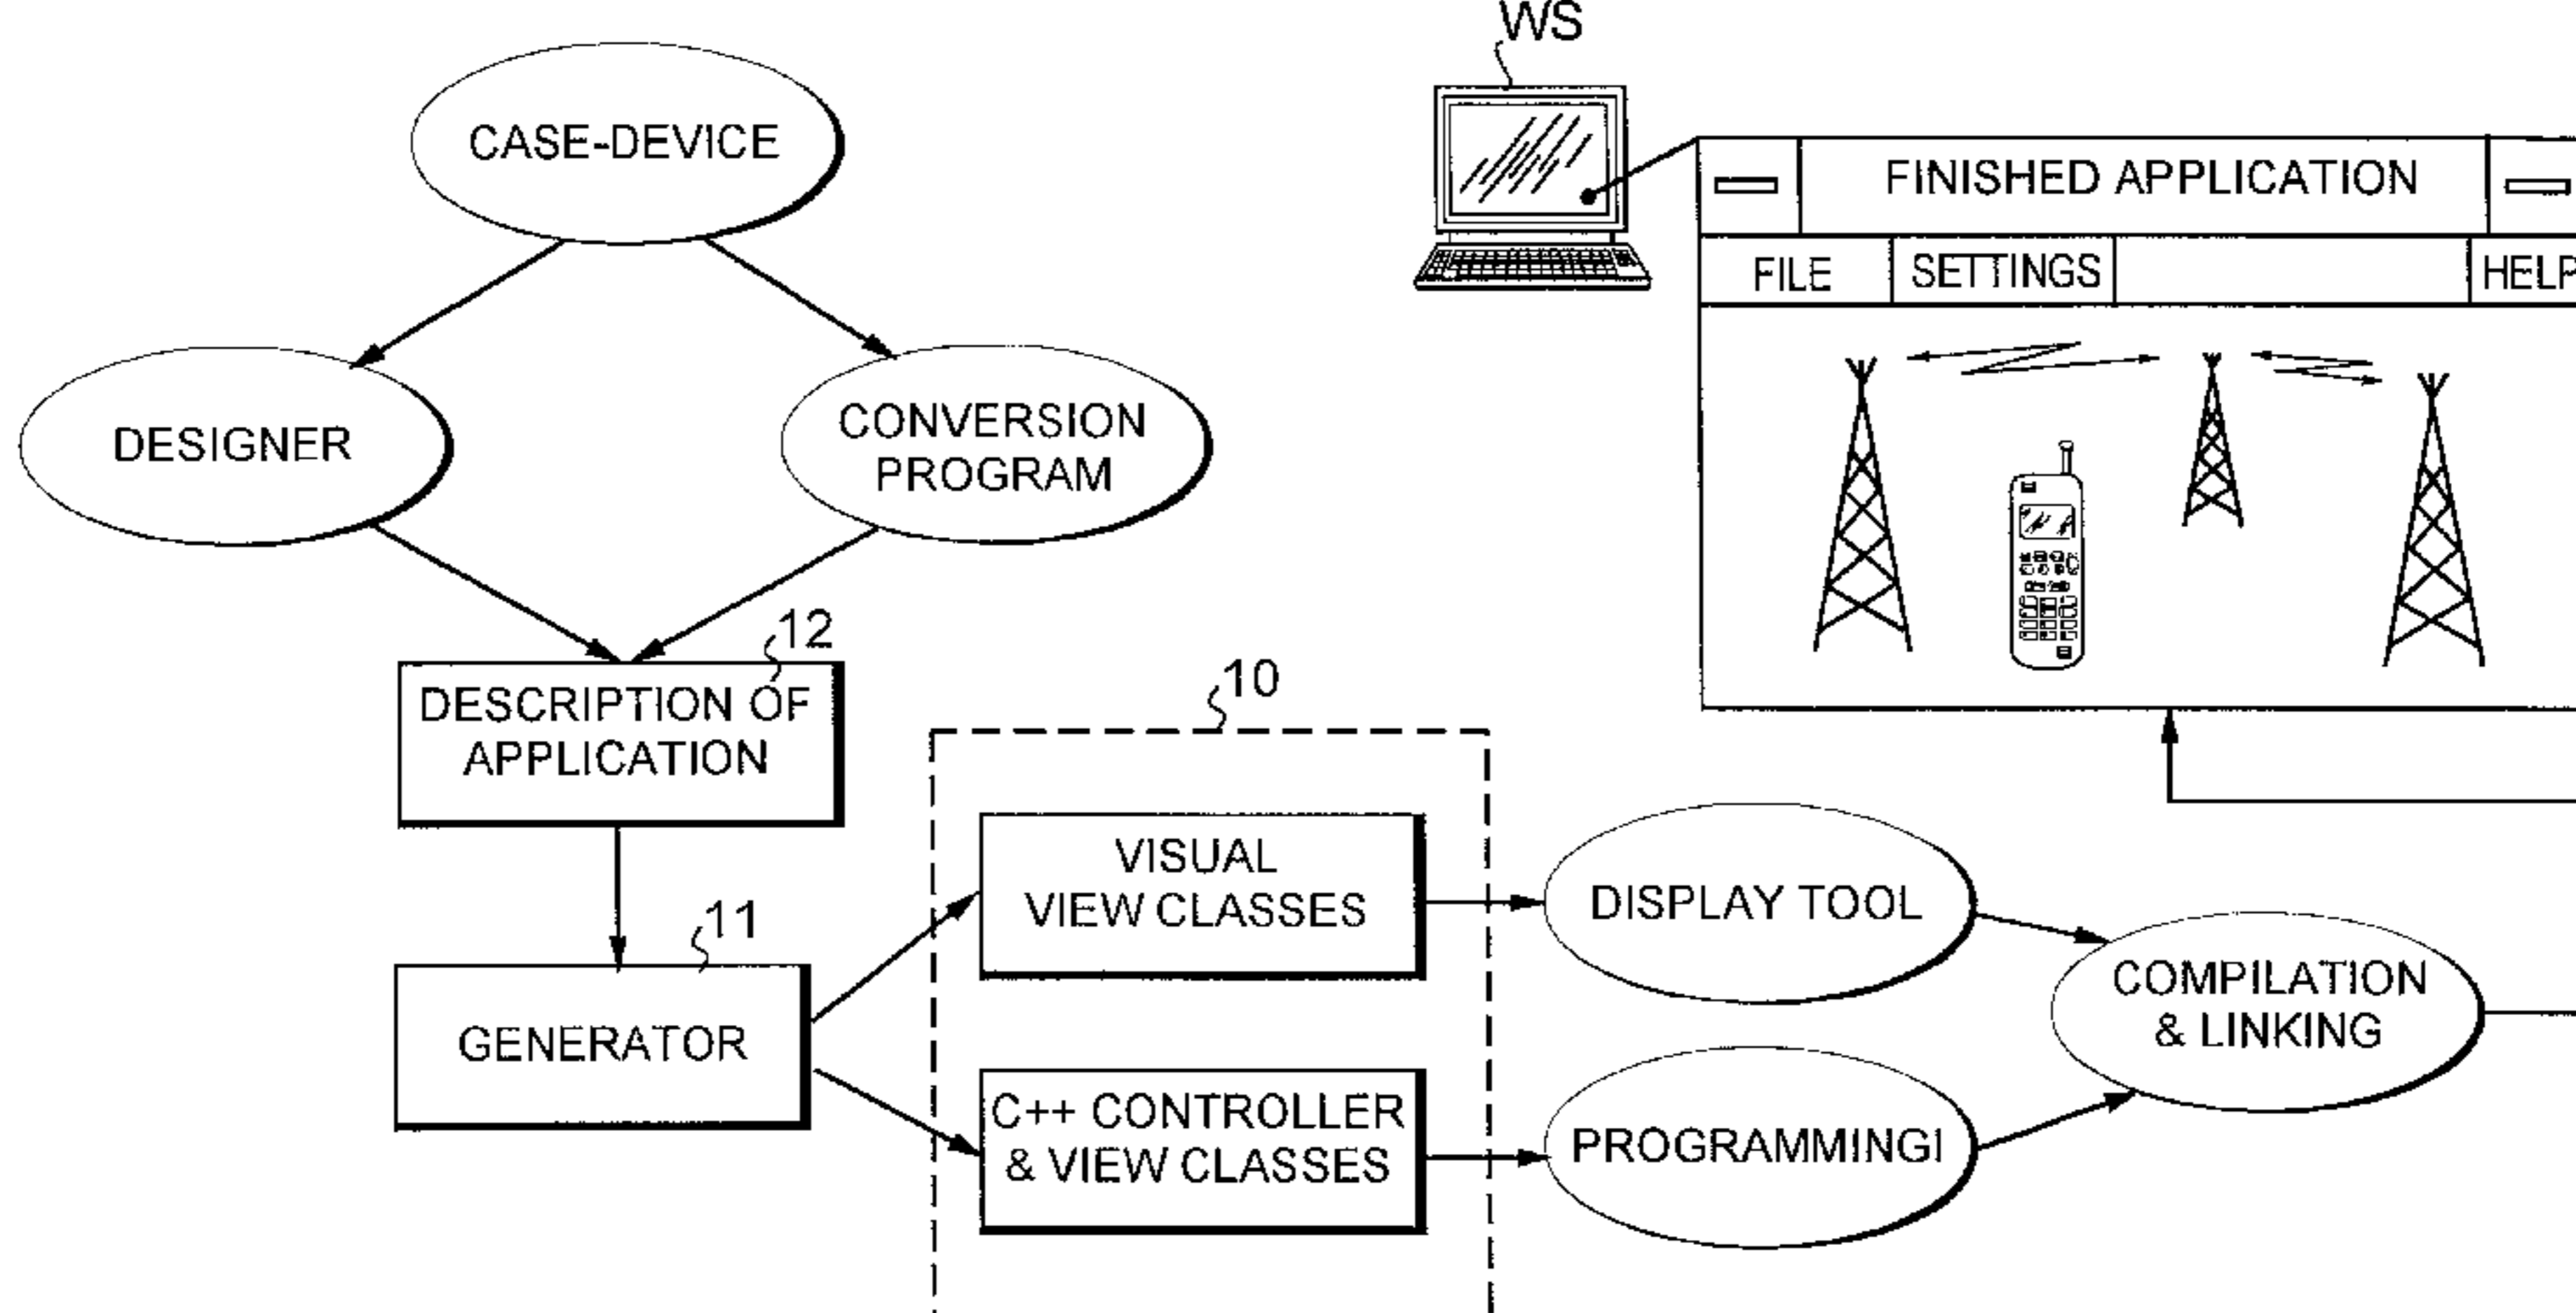 WS
CASE-DEVICE
FINISHED APPLICATION
FILE
SETTINGS
HELP
DESIGNER
CONVERSION
PROGRAM
12
DESCRIPTION OF
APPLICATION
10
VISUAL
VIEW CLASSES
DISPLAY TOOL
11
GENERATOR
COMPILATION
& LINKING
C++ CONTROLLER
& VIEW CLASSES
PROGRAMMINGI